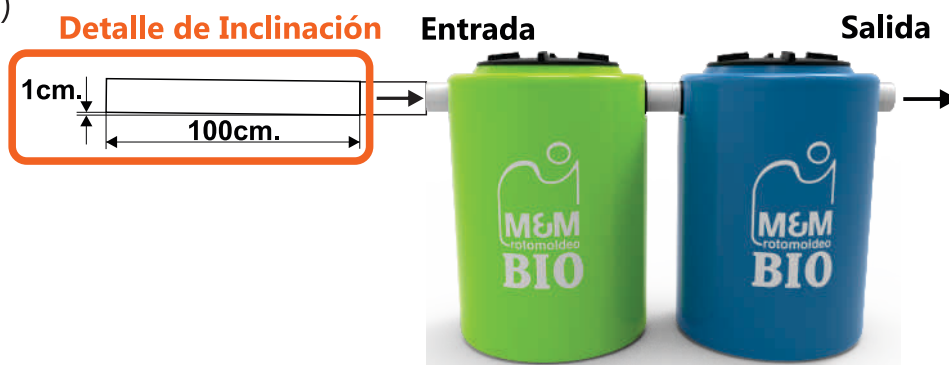 )
Detalle de Inclinación
Entrada
Salida
1cm.
100cm.
M&M
rotomoldeo
BIO
M&M
rotomoldeo
BIO